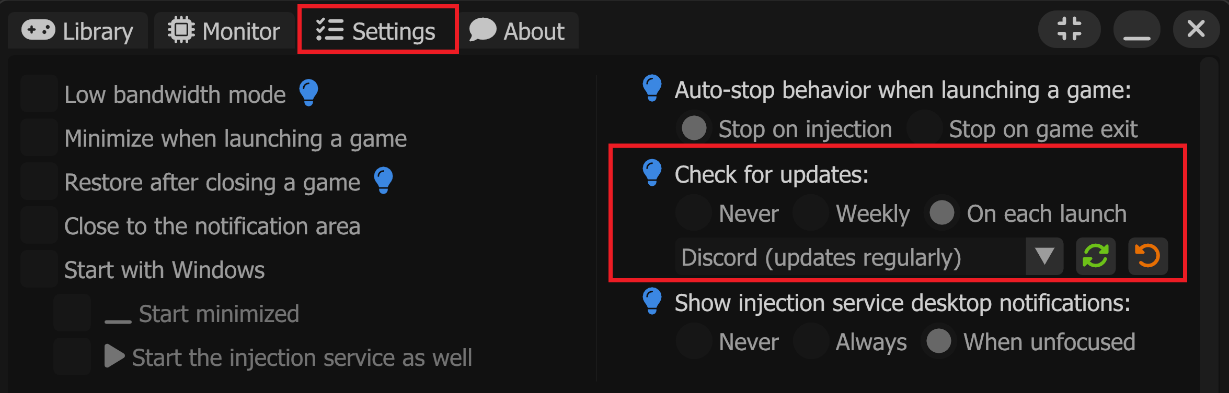 Library Monitor Settings About
Low bandwidth mode
Minimize when launching a game
Restore after closing a game
Close to the notification area
Start with Windows
Start minimized
Start the injection service as well
Auto-stop behavior when launching a game:
Stop on injection Stop on game exit
Check for updates:
Never Weekly On each launch
Discord (updates regularly)
Show injection service desktop notifications:
Never Always When unfocused